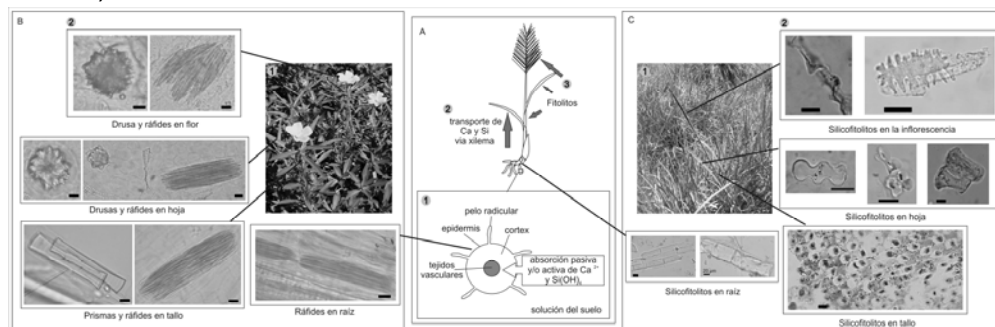 B
2
1
Drusa y ráfides en flor
Drusas y ráfides en hoja
Prismas y ráfides en tallo
Ráfides en raíz
A
3
Fitolitos
2
transporte de
Ca y Si
vía xilema
1
pelo radicular
epidermis
cortex
tejidos
vasculares
absorción pasiva
y/o activa de Ca 2+
y Si(OH)4
solución del suelo
C
1
2
Silicofitolitos en la inflorescencia
Silicofitolitos en hoja
Silicofitolitos en raíz
Silicofitolitos en tallo